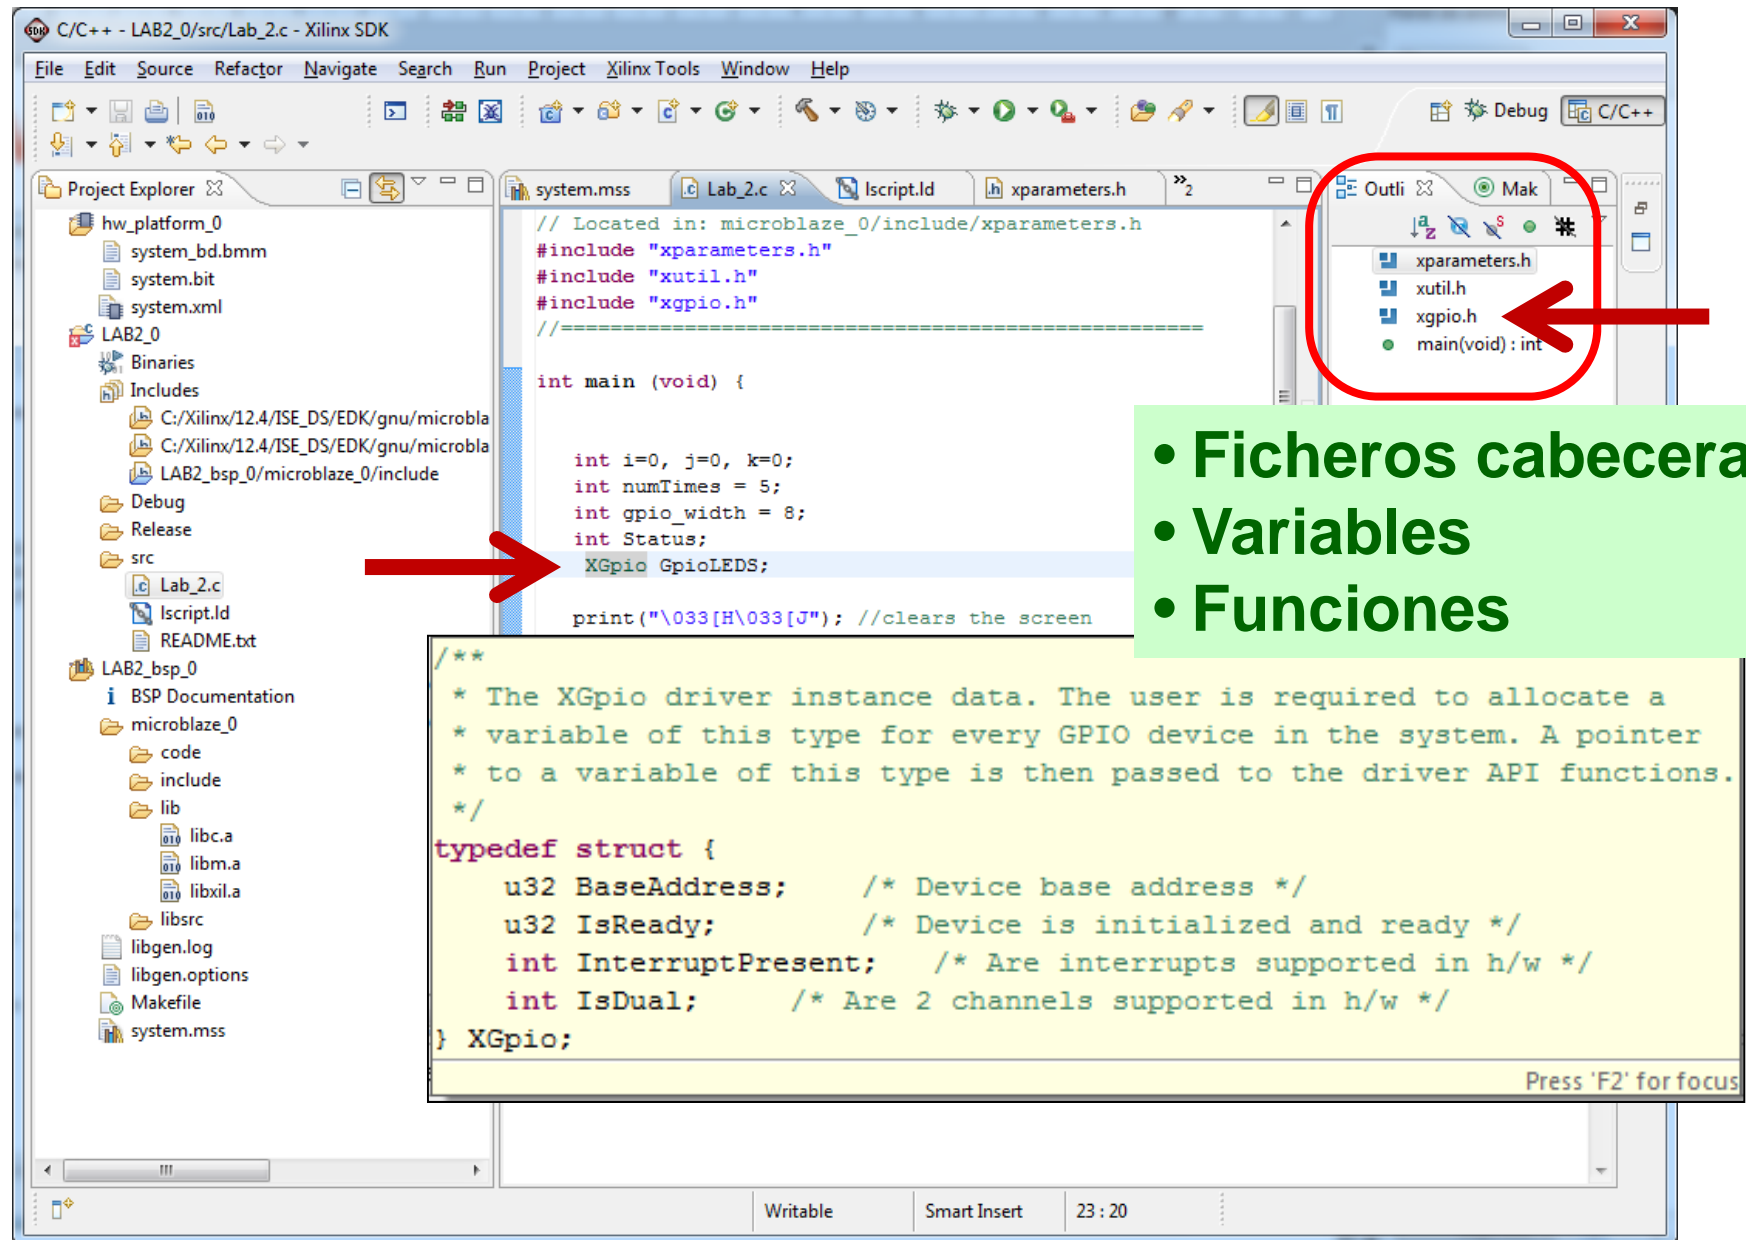 C/C++ - LAB2_0/src/Lab_2.c - Xilinx SDK
File Edit Source Refactor Navigate Search Run Project Xilinx Tools Window Help
Debug C/C++
Project Explorer
hw_platform_0
system_bd.bmm
system.bit
system.xml
LAB2_0
Binaries
Includes
C:/Xilinx/12.4/ISE_DS/EDK/gnu/microbla
C:/Xilinx/12.4/ISE_DS/EDK/gnu/microbla
LAB2_bsp_0/microblaze_0/include
Debug
Release
src
Lab_2.c
lscript.ld
README.txt
LAB2_bsp_0
BSP Documentation
microblaze_0
code
include
lib
libc.a
libm.a
libxil.a
libsrc
libgen.log
libgen.options
Makefile
system.mss
system.mss Lab_2.c lscript.ld xparameters.h »2
// Located in: microblaze_0/include/xparameters.h
#include "xparameters.h"
#include "xutil.h"
#include "xgpio.h"
//====================================================
int main (void) {
int i=0, j=0, k=0;
int numTimes = 5;
int gpio_width = 8;
int Status;
XGpio GpioLEDS;
print("\033[H\033[J"); //clears the screen
Outli Mak
xparameters.h
xutil.h
xgpio.h
main(void) : int
• Ficheros cabecera
• Variables
• Funciones
/**
* The XGpio driver instance data. The user is required to allocate a
* variable of this type for every GPIO device in the system. A pointer
* to a variable of this type is then passed to the driver API functions.
*/
typedef struct {
u32 BaseAddress; /* Device base address */
u32 IsReady; /* Device is initialized and ready */
int InterruptPresent; /* Are interrupts supported in h/w */
int IsDual; /* Are 2 channels supported in h/w */
} XGpio;
Press 'F2' for focus
Writable Smart Insert 23 : 20